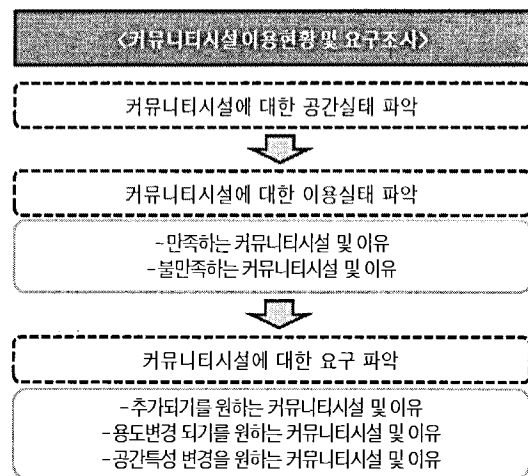 <커뮤니티시설이용현황 및 요구조사>
커뮤니티시설에 대한 공간실태 파악
커뮤니티시설에 대한 이용실태 파악
-만족하는 커뮤니티시설 및 이유
-불만족하는 커뮤니티시설 및 이유
커뮤니티시설에 대한 요구 파악
-추가되기를 원하는 커뮤니티시설 및 이유
-용도변경 되기를 원하는 커뮤니티시설 및 이유
-공간특성 변경을 원하는 커뮤니티시설 및 이유